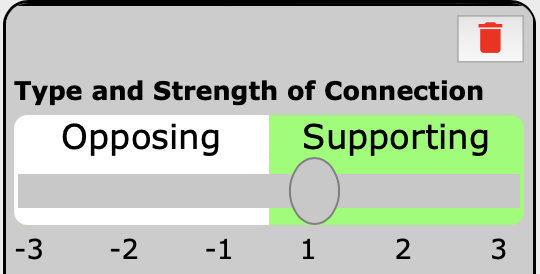 Type and Strength of Connection
Opposing Supporting
-3 -2 -1 1 2 3